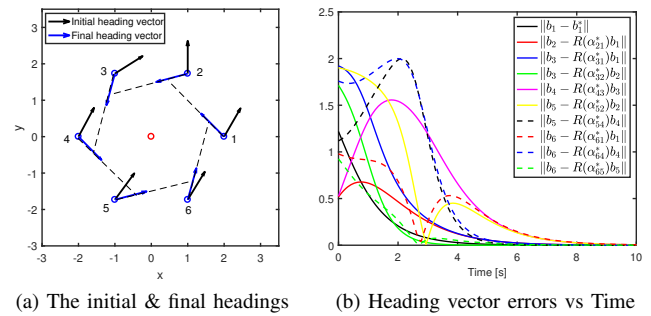 Initial heading vector
Final heading vector
3
2
1
0
-1
-2
-3
y
-3 -2 -1 0 1 2 3
x
3
2
4
1
5
6
2.5
2
1.5
1
0.5
0
0 2 4 6 8 10
Time [s]
‖b₁ − b₁*‖
‖b₂ − R(α₂₁*)b₁‖
‖b₃ − R(α₃₁*)b₁‖
‖b₃ − R(α₃₂*)b₂‖
‖b₄ − R(α₄₃*)b₃‖
‖b₅ − R(α₅₂*)b₂‖
‖b₅ − R(α₅₄*)b₄‖
‖b₆ − R(α₆₁*)b₁‖
‖b₆ − R(α₆₄*)b₄‖
‖b₆ − R(α₆₅*)b₅‖
(a) The initial & final headings
(b) Heading vector errors vs Time